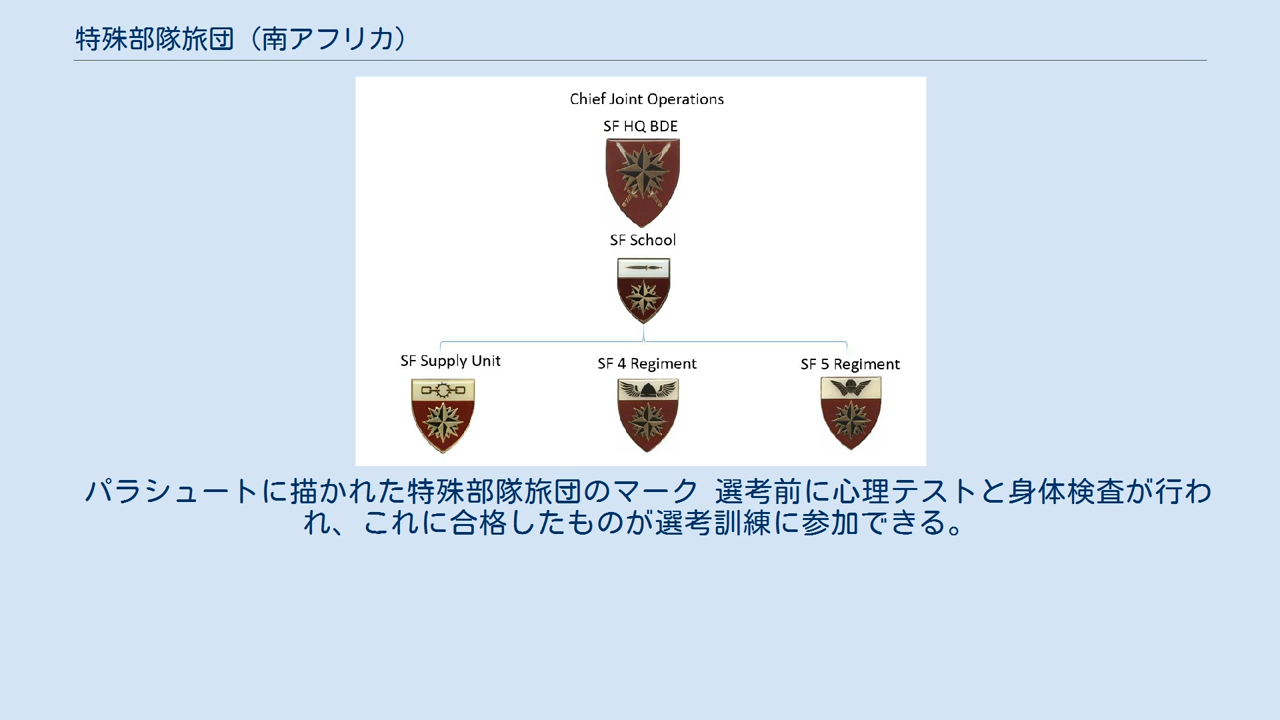 特殊部隊旅団（南アフリカ）
Chief Joint Operations
SF HQ BDE
SF School
SF Supply Unit
SF 4 Regiment
SF 5 Regiment
パラシュートに描かれた特殊部隊旅団のマーク 選考前に心理テストと身体検査が行わ
れ、これに合格したものが選考訓練に参加できる。